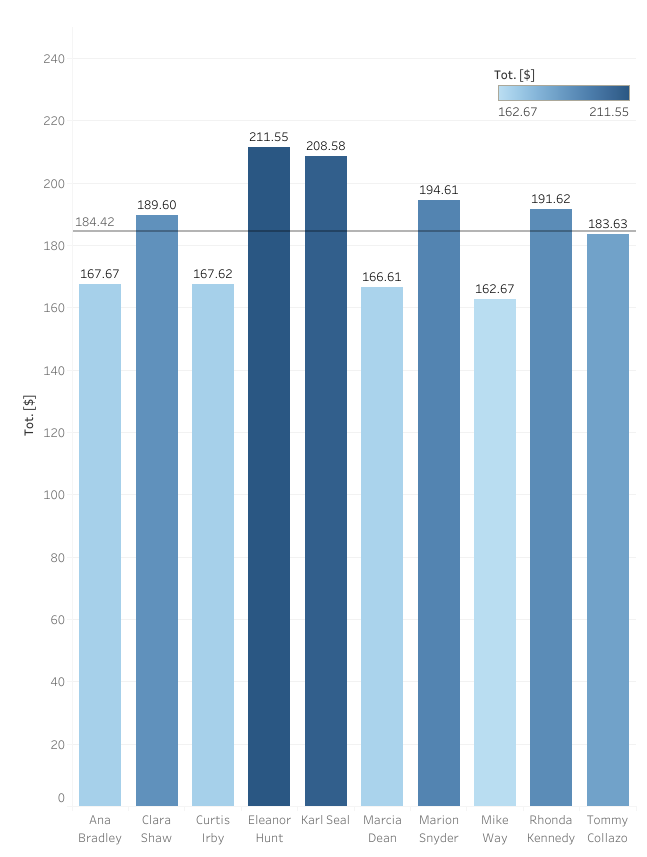 240
Tot. [$]
162.67 211.55
220
211.55
208.58
200
194.61
191.62
189.60
184.42
183.63
180
167.67
167.62
166.61
162.67
160
140
Tot. [$]
120
100
80
60
40
20
0
Ana Bradley
Clara Shaw
Curtis Irby
Eleanor Hunt
Karl Seal
Marcia Dean
Marion Snyder
Mike Way
Rhonda Kennedy
Tommy Collazo